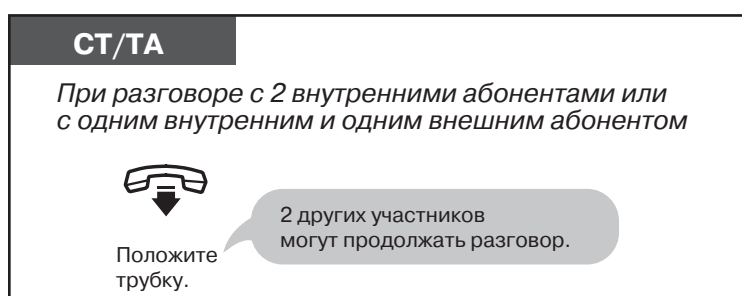 СТ/ТА
При разговоре с 2 внутренними абонентами или
с одним внутренним и одним внешним абонентом
2 других участников
могут продолжать разговор.
Положите
трубку.